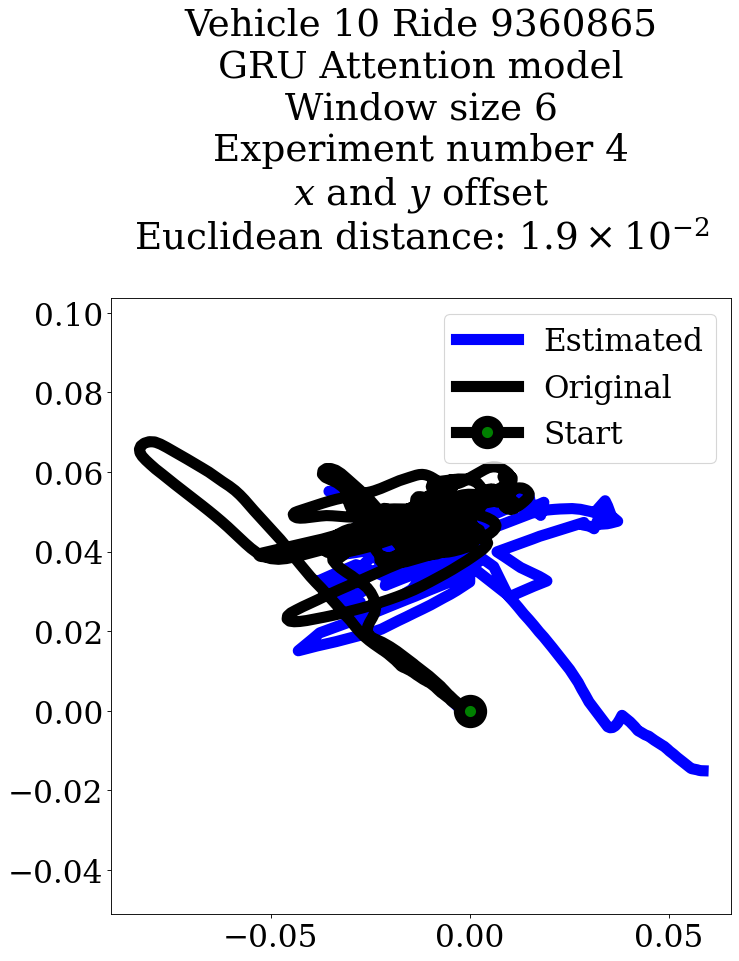 Vehicle 10 Ride 9360865
GRU Attention model
Window size 6
Experiment number 4
x and y offset
Euclidean distance: 1.9 × 10⁻²
Estimated
Original
Start
0.10
0.08
0.06
0.04
0.02
0.00
−0.02
−0.04
−0.05 0.00 0.05